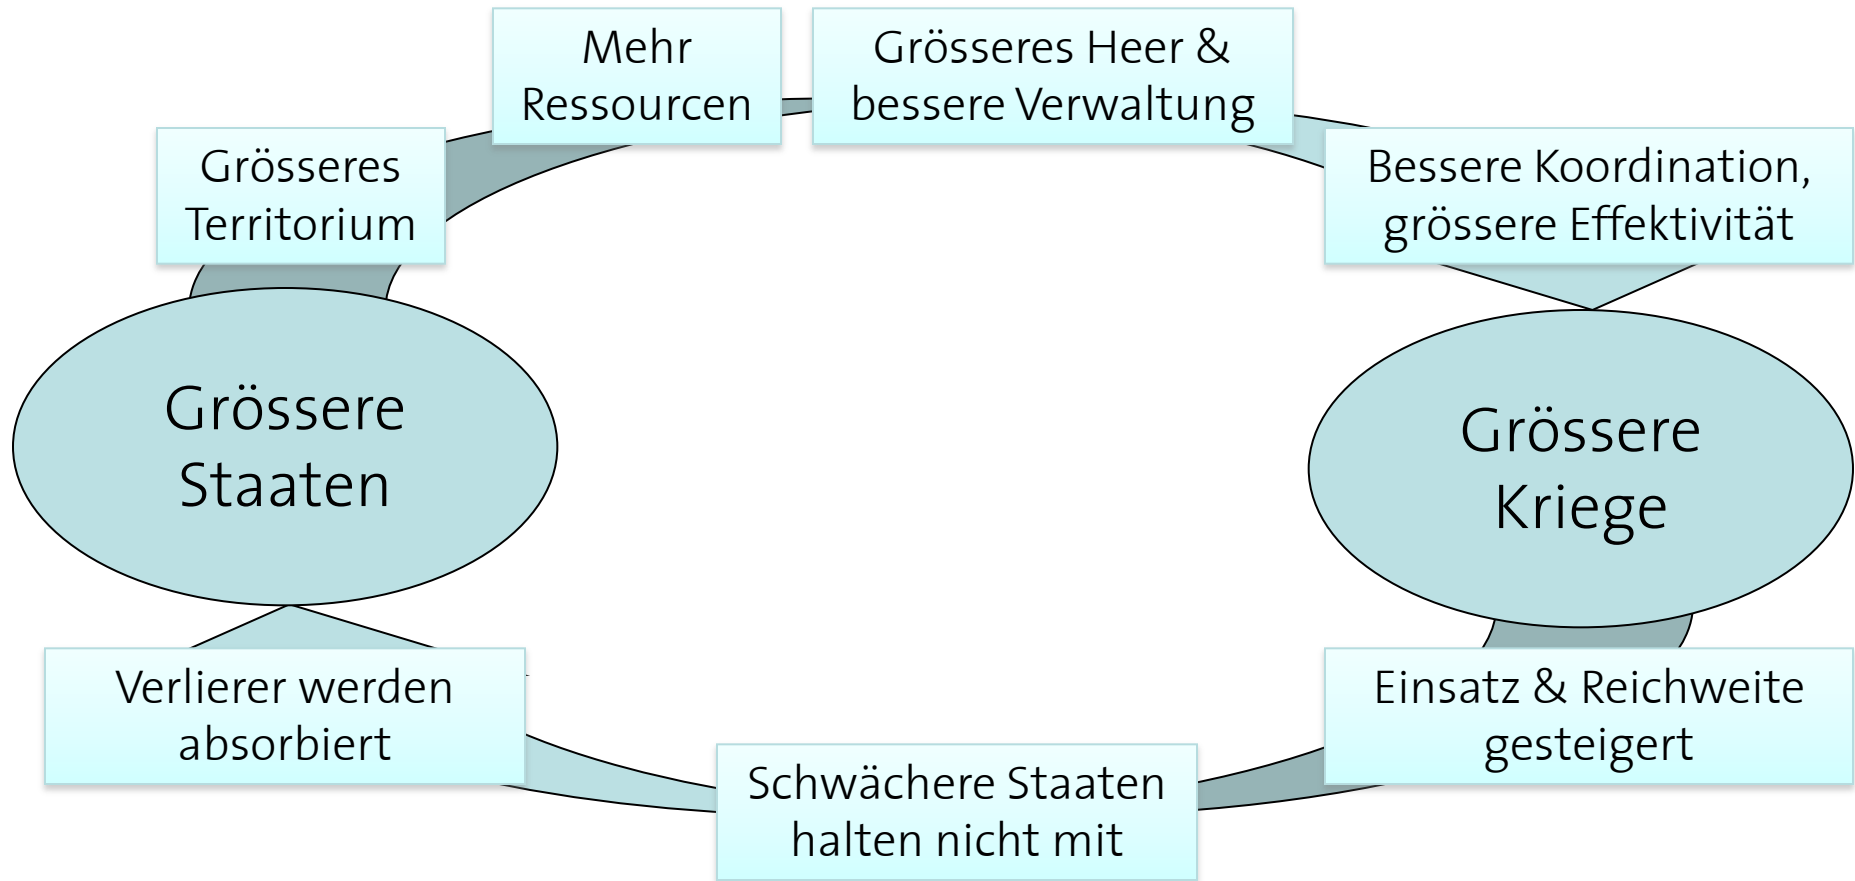 Mehr
Ressourcen
Grösseres Heer &
bessere Verwaltung
Grösseres
Territorium
Bessere Koordination,
grössere Effektivität
Grössere
Staaten
Grössere
Kriege
Verlierer werden
absorbiert
Einsatz & Reichweite
gesteigert
Schwächere Staaten
halten nicht mit